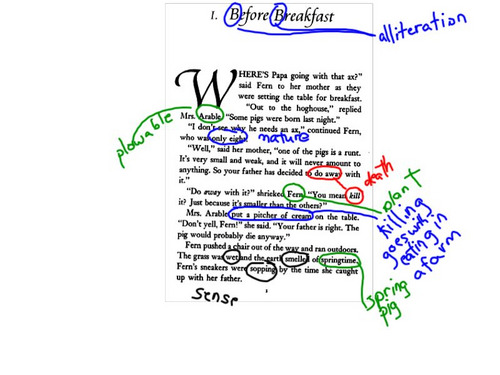 1. Before Breakfast
alliteration
WHERE'S Papa going with that ax?"
said Fern to her mother as they
were setting the table for breakfast.
"Out to the hoghouse," replied
Mrs. Arable. "Some pigs were born last night."
plowable
"I don't see why he needs an ax," continued Fern,
who was only eight.
nature
"Well," said her mother, "one of the pigs is a runt.
It's very small and weak, and it will never amount to
anything. So your father has decided to do away with
it."
death
"Do away with it?" shrieked Fern. "You mean kill
it? Just because it's smaller than the others?"
plant
Mrs. Arable put a pitcher of cream on the table.
"Don't yell, Fern!" she said. "Your father is right. The
pig would probably die anyway."
killing
goes with
eating in
a farm
Fern pushed a chair out of the way and ran outdoors.
The grass was wet and the earth smelled of springtime.
Fern's sneakers were sopping by the time she caught
up with her father.
spring
pig
sense